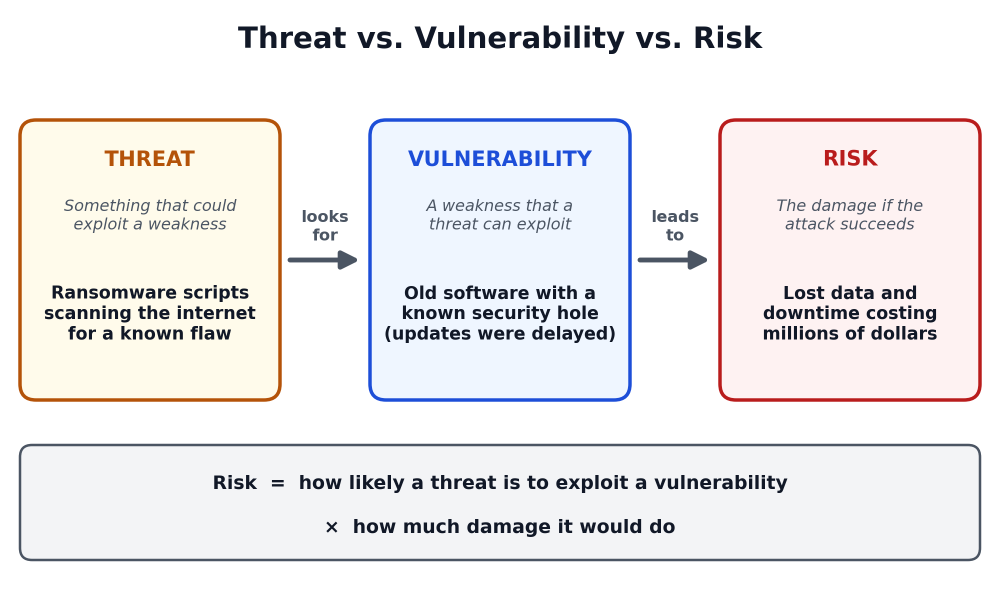 Threat vs. Vulnerability vs. Risk
THREAT
Something that could
exploit a weakness
Ransomware scripts
scanning the internet
for a known flaw
looks
for
VULNERABILITY
A weakness that a
threat can exploit
Old software with a
known security hole
(updates were delayed)
leads
to
RISK
The damage if the
attack succeeds
Lost data and
downtime costing
millions of dollars
Risk = how likely a threat is to exploit a vulnerability
× how much damage it would do